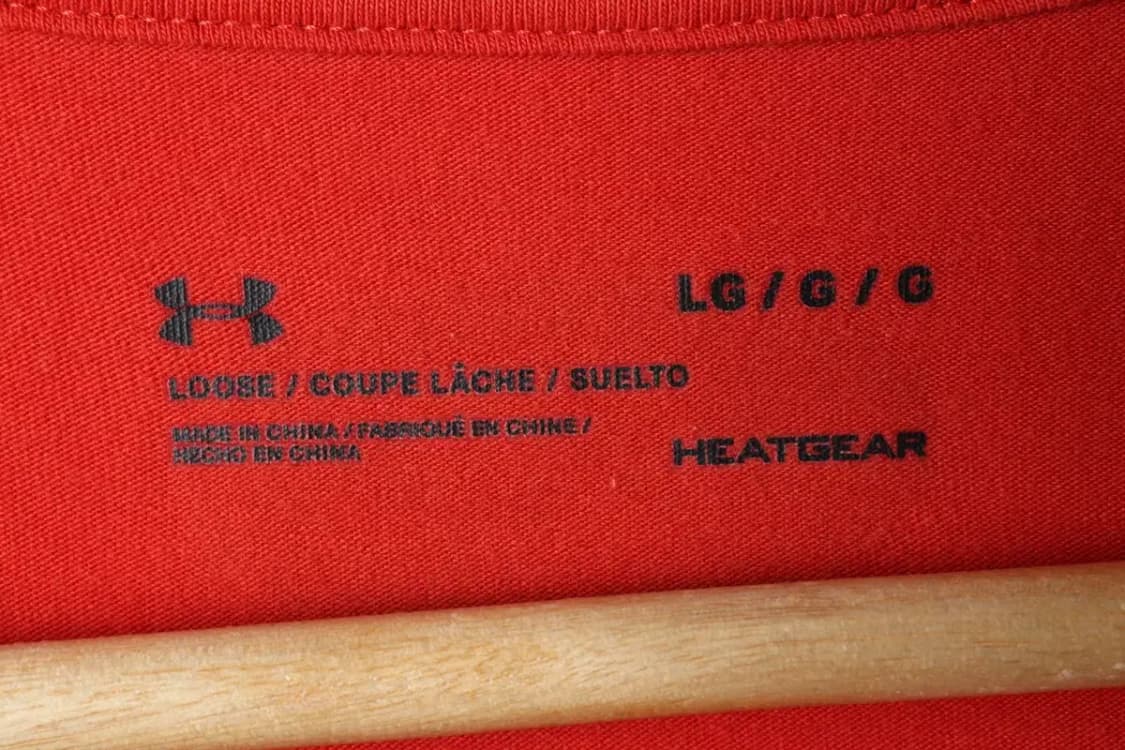 LG / G / G
LOOSE / COUPE LÂCHE / SUELTO
MADE IN CHINA / FABRIQUÉ EN CHINE /
HECHO EN CHINA
HEATGEAR